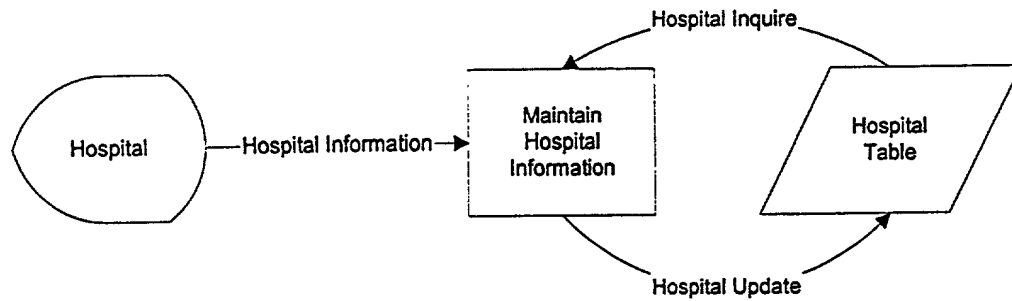 Hospital Inquire
Hospital
Hospital Information
Maintain
Hospital
Information
Hospital
Table
Hospital Update